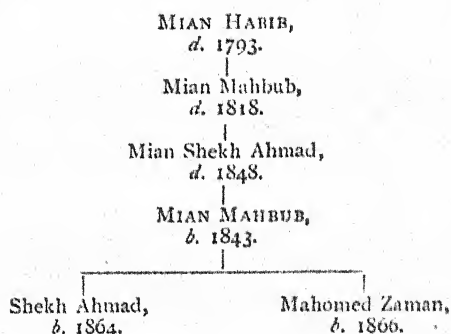 MIAN HABIB,
d. 1793.
Mian Mahbub,
d. 1818.
Mian Shekh Ahmad,
d. 1848.
MIAN MAHBUB,
b. 1843.
Shekh Ahmad, Mahomed Zaman,
b. 1864. b. 1866.